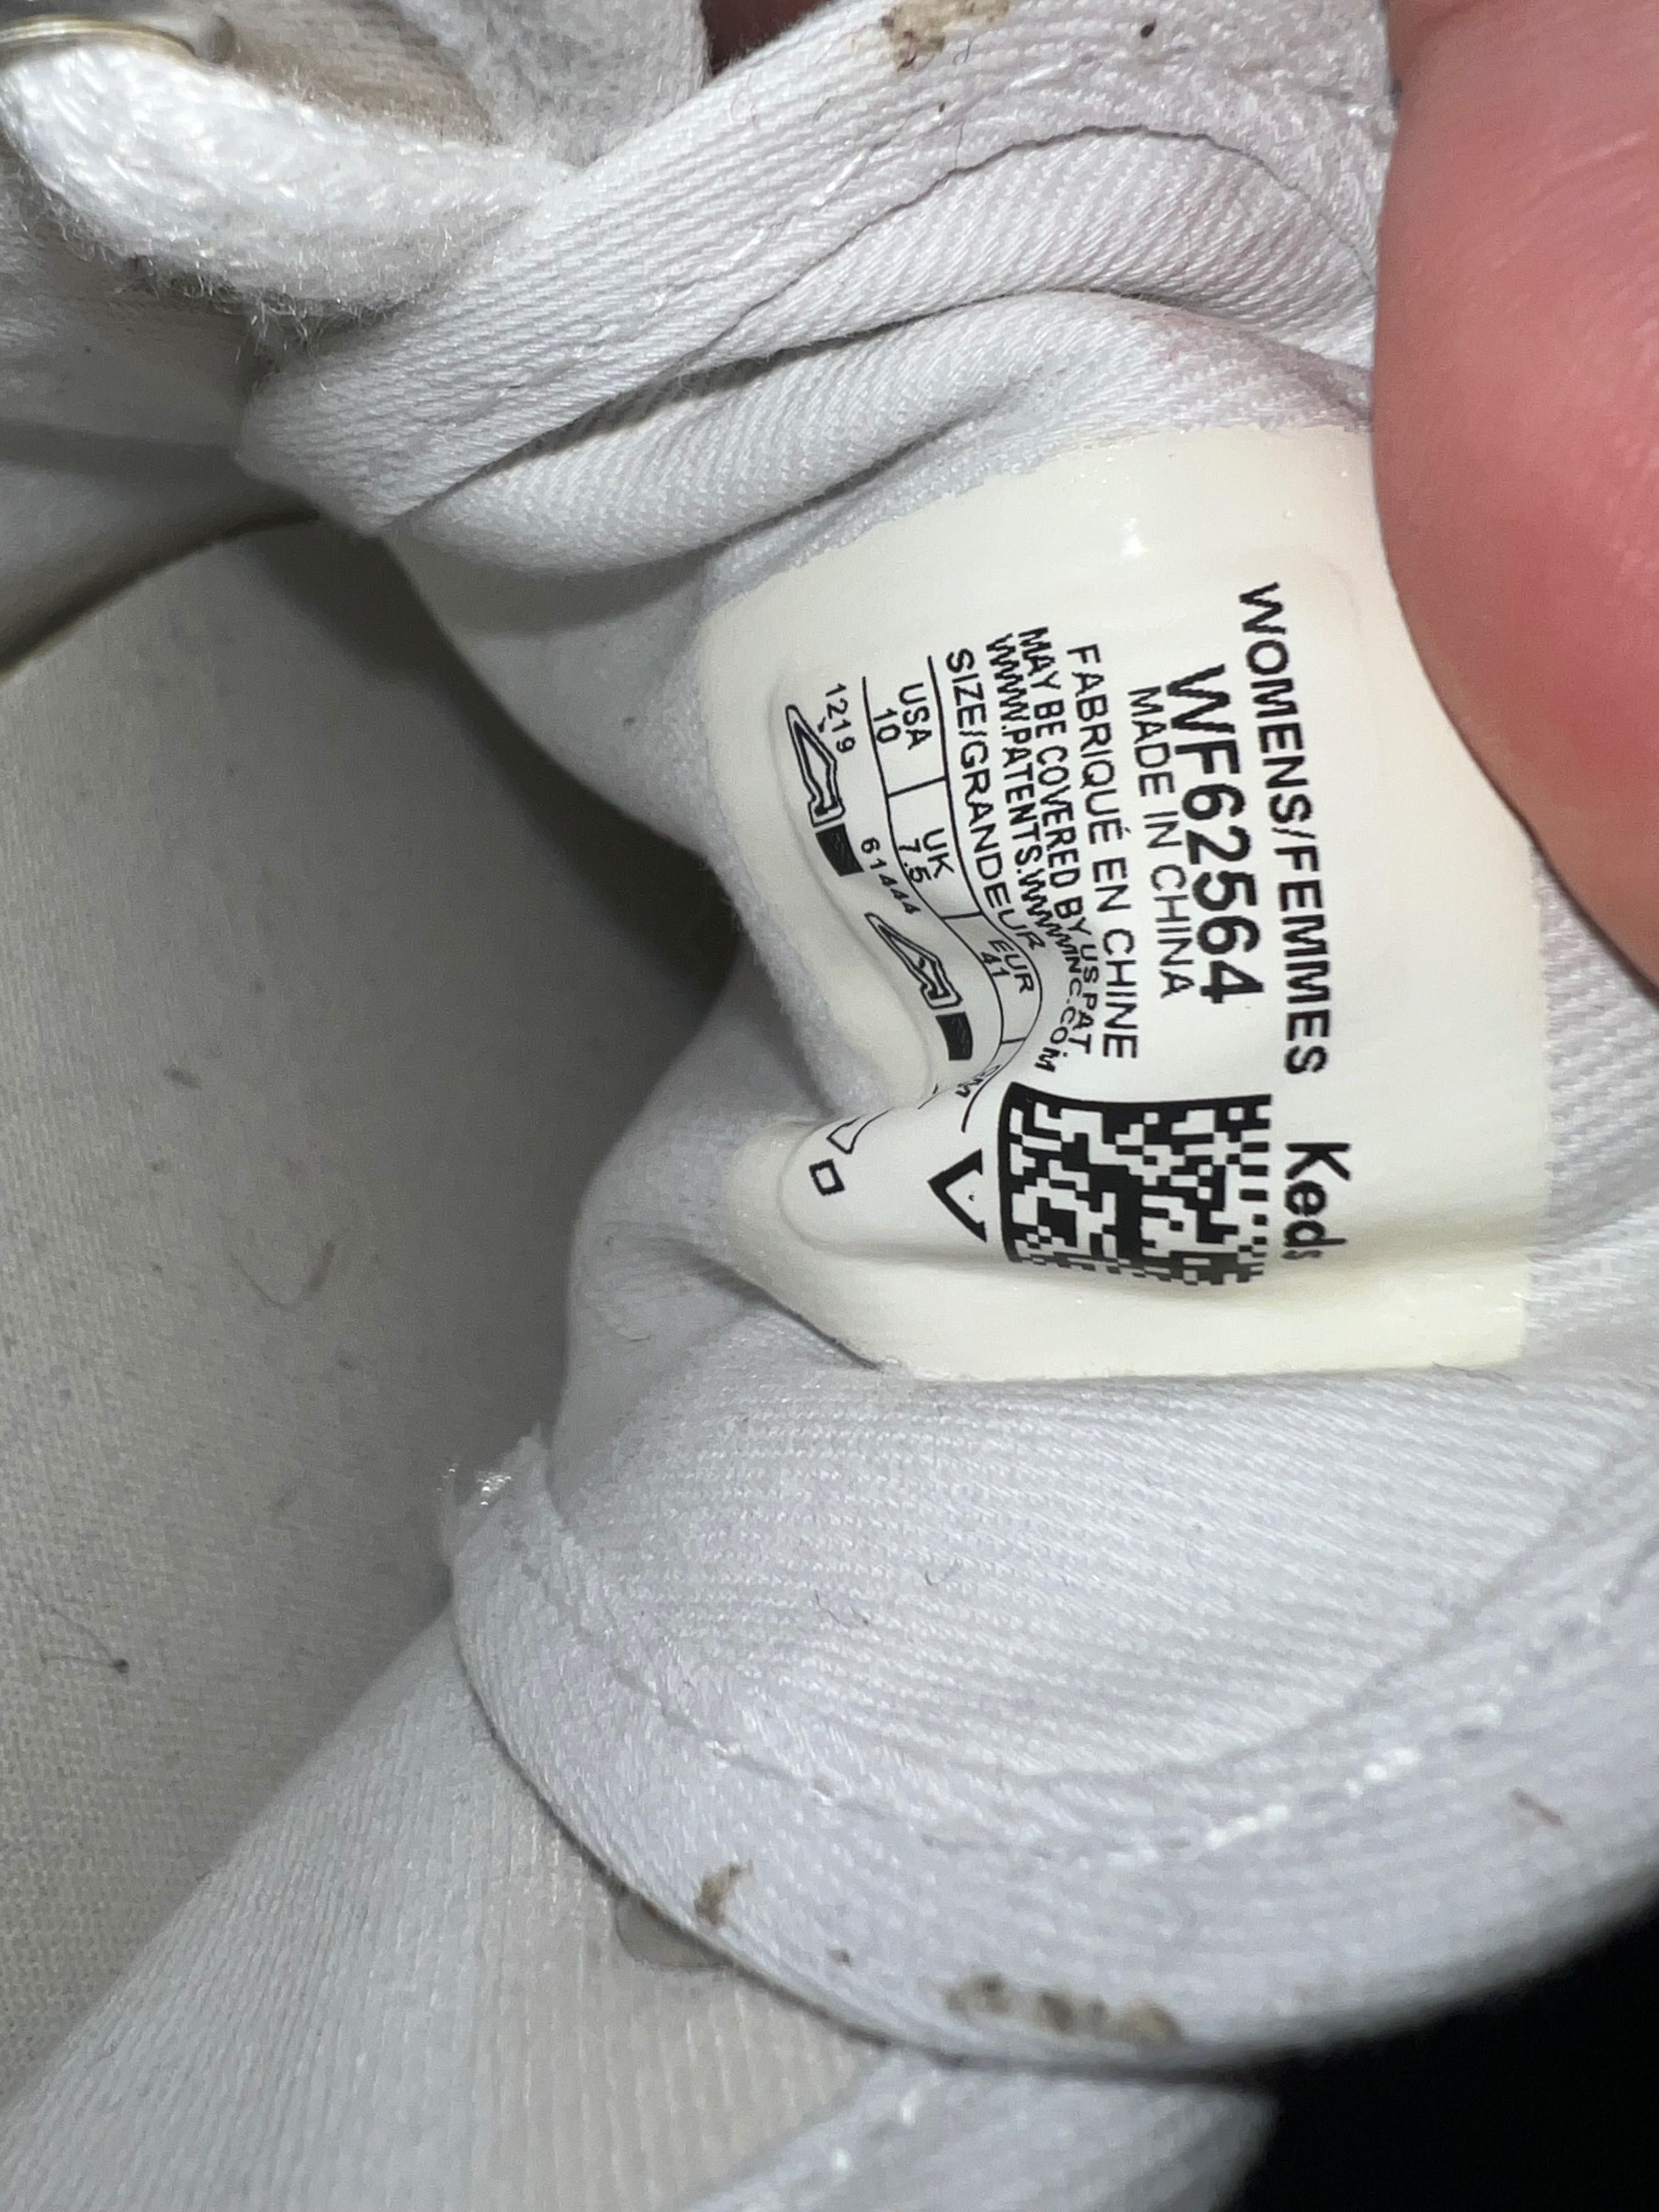 WOMENS/FEMMES Keds
WF62564
MADE IN CHINA
FABRIQUÉ EN CHINE
MAY BE COVERED BY US PAT
WWW.PATENTS.WWWINC.COM
SIZE/GRANDEUR
USA UK EUR
10 7.5 41
1219 61444